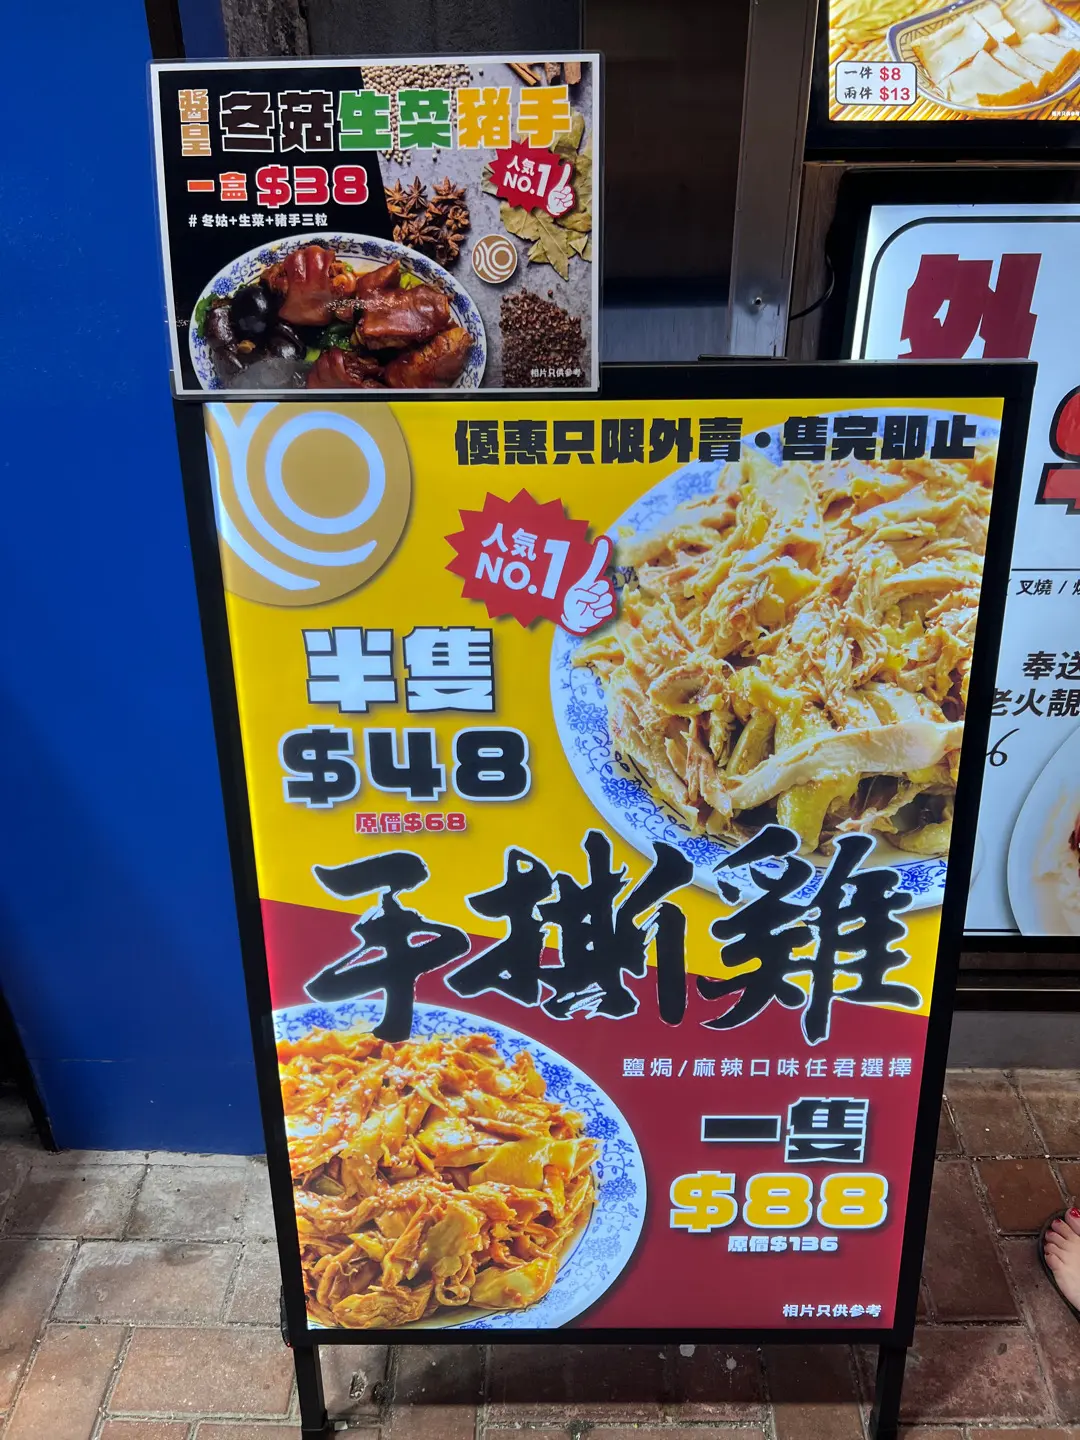 醬皇
冬菇生菜豬手
一盒 $38
# 冬姑+生菜+豬手三粒
人気
NO.1
相片只供參考
一件 $8
兩件 $13
外
叉燒 /
奉送
老火靚
優惠只限外賣·售完即止
人気
NO.1
半隻
$48
原價$68
手撕雞
鹽焗/麻辣口味任君選擇
一隻
$88
原價$136
相片只供參考